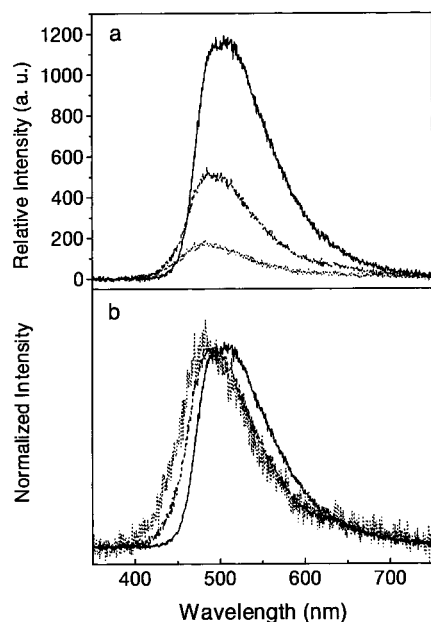 a
1200
1000
800
600
400
200
0
Relative Intensity (a. u.)
b
Normalized Intensity
400 500 600 700
Wavelength (nm)